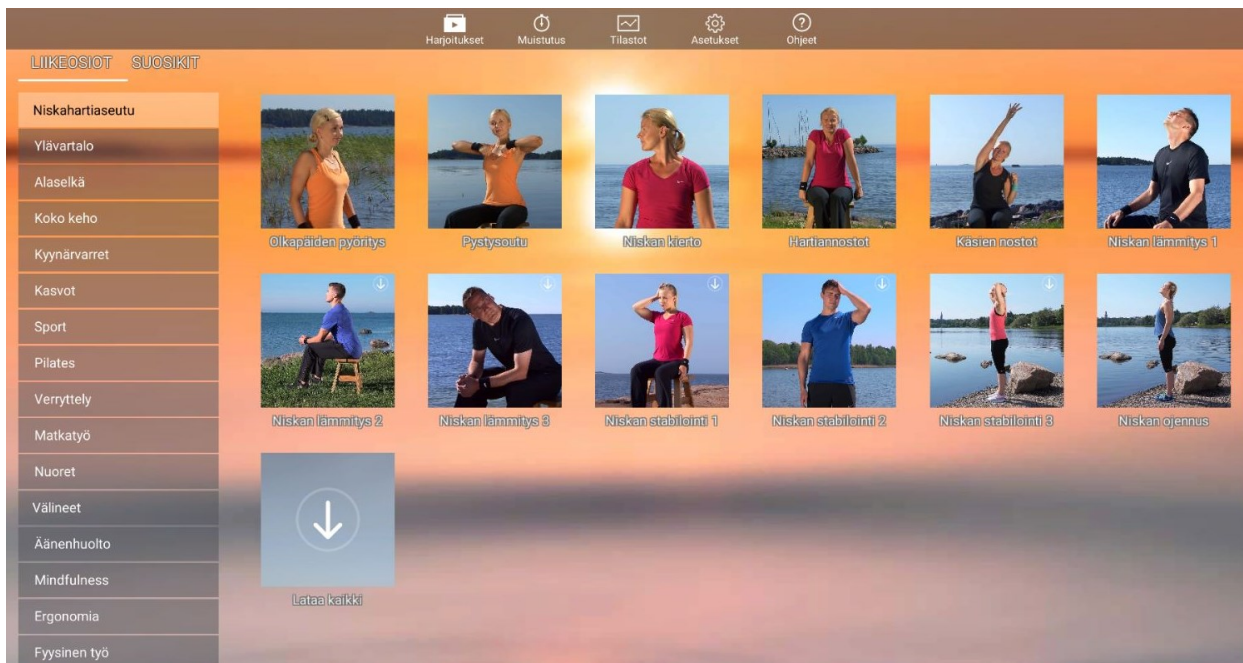 Harjoitukset
Muistutus
Tilastot
Asetukset
Ohjeet
LIIKEOSIOT
SUOSIKIT
Niskahartiaseutu
Ylävartalo
Alaselkä
Koko keho
Kyynärvarret
Kasvot
Sport
Pilates
Verryttely
Matkatyö
Nuoret
Välineet
Äänenhuolto
Mindfulness
Ergonomia
Fyysinen työ
Olkapäiden pyöritys
Pystysoutu
Niskan kierto
Hartiannostot
Käsien nostot
Niskan lämmitys 1
Niskan lämmitys 2
Niskan lämmitys 3
Niskan stabilointi 1
Niskan stabilointi 2
Niskan stabilointi 3
Niskan ojennus
Lataa kaikki